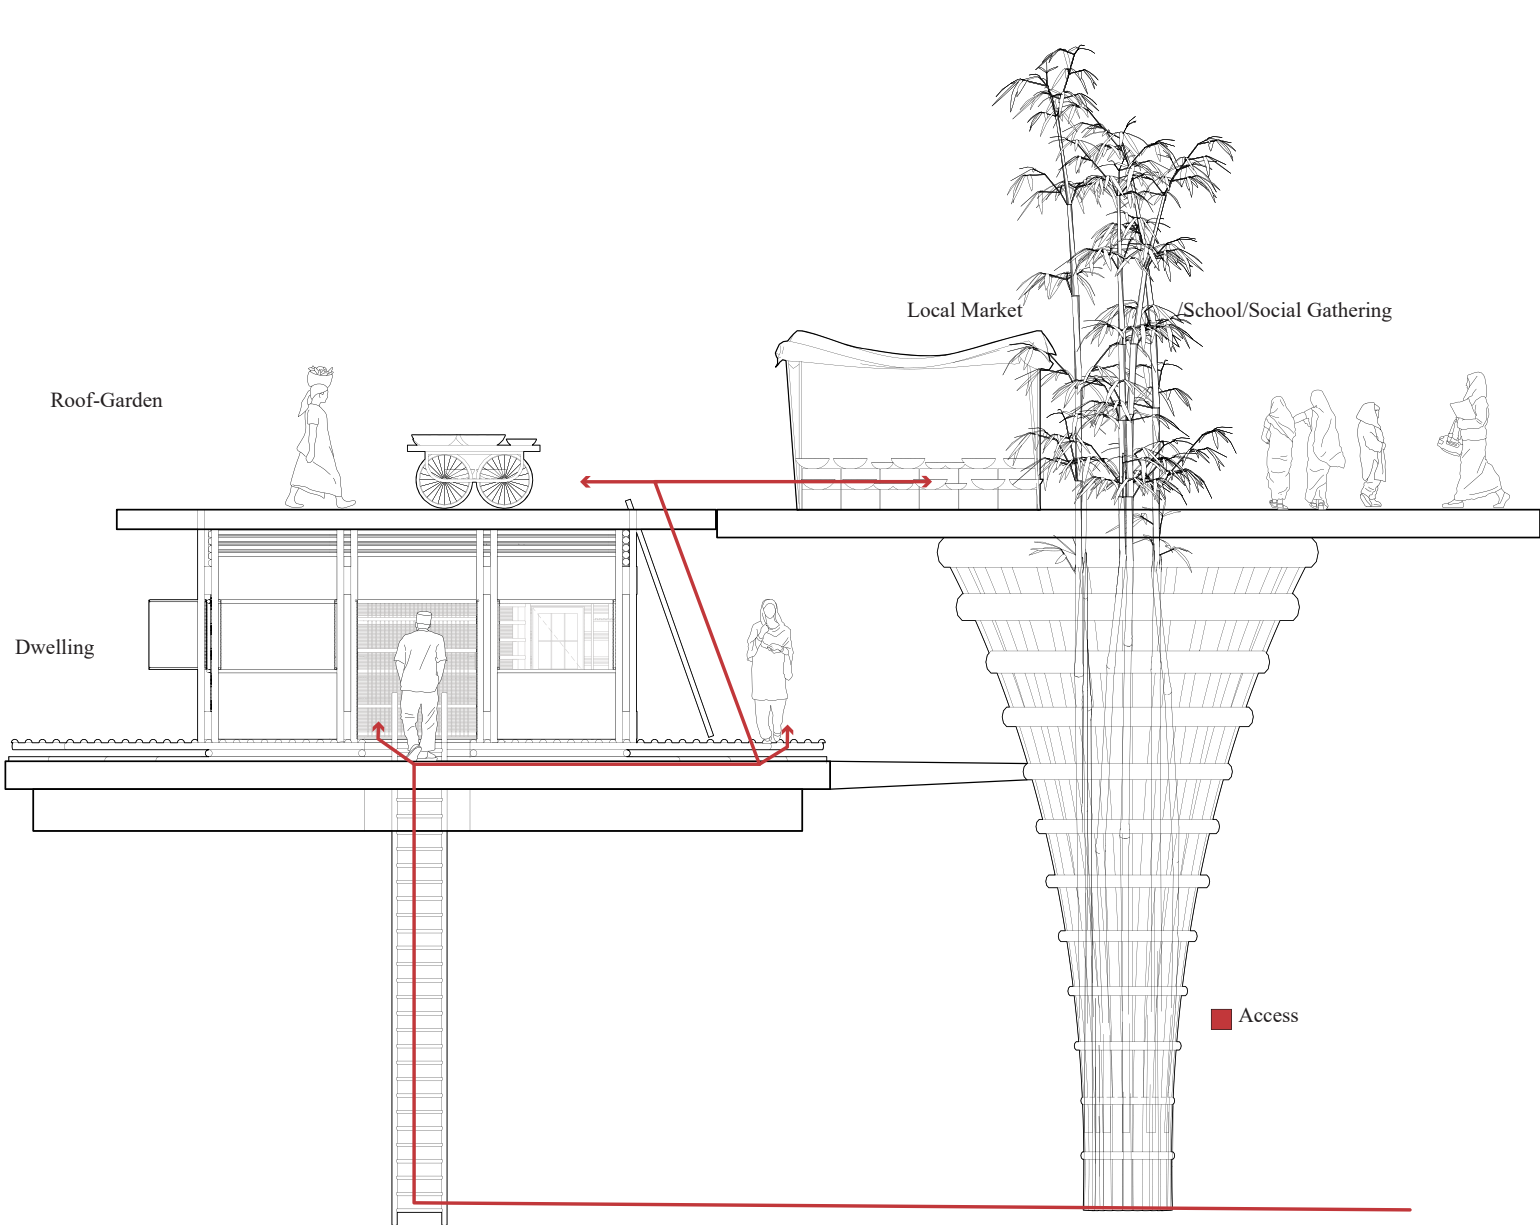 Local Market
/School/Social Gathering
Roof-Garden
Dwelling
Access